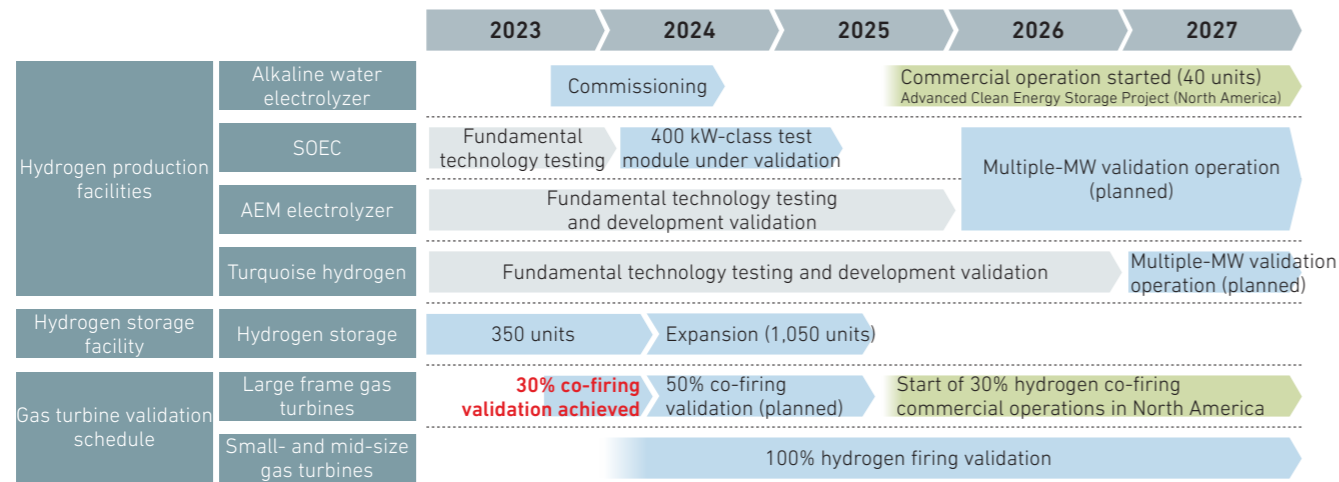 2023 2024 2025 2026 2027
Hydrogen production
facilities
Alkaline water
electrolyzer
Commissioning
Commercial operation started (40 units)
Advanced Clean Energy Storage Project (North America)
SOEC
Fundamental
technology testing
400 kW-class test
module under validation
Multiple-MW validation operation
(planned)
AEM electrolyzer
Fundamental technology testing
and development validation
Turquoise hydrogen
Fundamental technology testing and development validation
Multiple-MW validation
operation (planned)
Hydrogen storage
facility
Hydrogen storage
350 units
Expansion (1,050 units)
Gas turbine validation
schedule
Large frame gas
turbines
30% co-firing
validation achieved
50% co-firing
validation (planned)
Start of 30% hydrogen co-firing
commercial operations in North America
Small- and mid-size
gas turbines
100% hydrogen firing validation